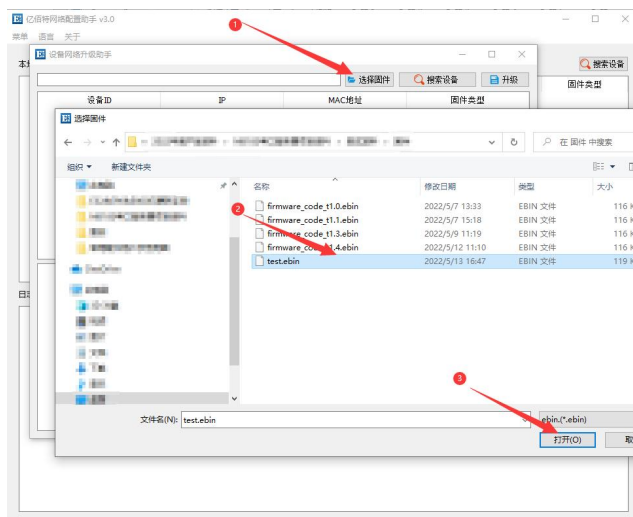 亿佰特网络配置助手 v3.0
菜单 语言 关于
设备网络升级助手
搜索设备
选择固件 搜索设备 升级
固件类型
设备ID IP MAC地址 固件类型
选择固件
在 固件 中搜索
组织 新建文件夹
名称 修改日期 类型 大小
firmware_code_t1.0.ebin 2022/5/7 13:33 EBIN 文件 116
firmware_code_t1.1.ebin 2022/5/7 15:18 EBIN 文件 116
firmware_code_t1.3.ebin 2022/5/9 11:19 EBIN 文件 116
firmware_code_t1.4.ebin 2022/5/12 11:10 EBIN 文件 116
test.ebin 2022/5/13 16:47 EBIN 文件 119
文件名(N): test.ebin ebin.(*.ebin)
打开(O)
1
2
3